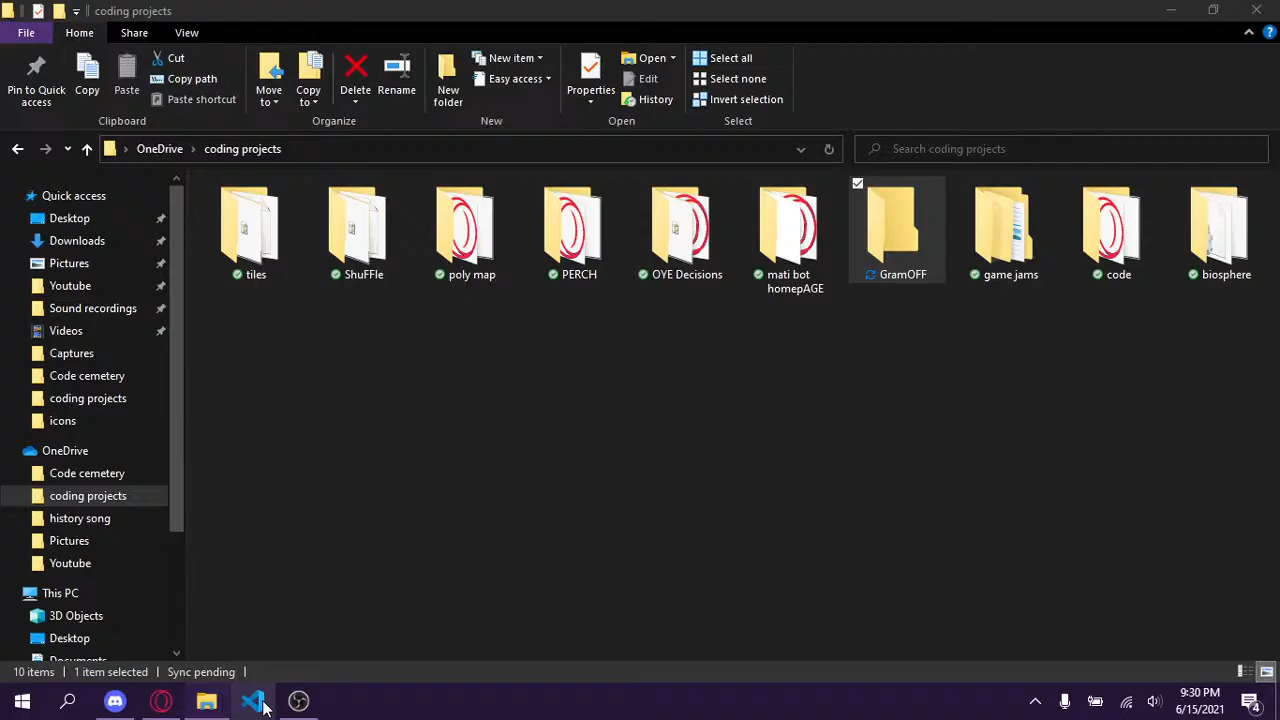 coding projects
File Home Share View
Pin to Quick access
Copy
Paste
Cut
Copy path
Paste shortcut
Clipboard
Move to
Copy to
Delete
Rename
Organize
New folder
New item
Easy access
New
Properties
Open
Edit
History
Open
Select all
Select none
Invert selection
Select
OneDrive coding projects
Search coding projects
Quick access
Desktop
Downloads
Pictures
Youtube
Sound recordings
Videos
Captures
Code cemetery
coding projects
icons
OneDrive
Code cemetery
coding projects
history song
Pictures
Youtube
This PC
3D Objects
Desktop
Documents
tiles
ShuFFle
poly map
PERCH
OYE Decisions
mati bot
homepAGE
GramOFF
game jams
code
biosphere
10 items 1 item selected Sync pending
9:30 PM
6/15/2021
4